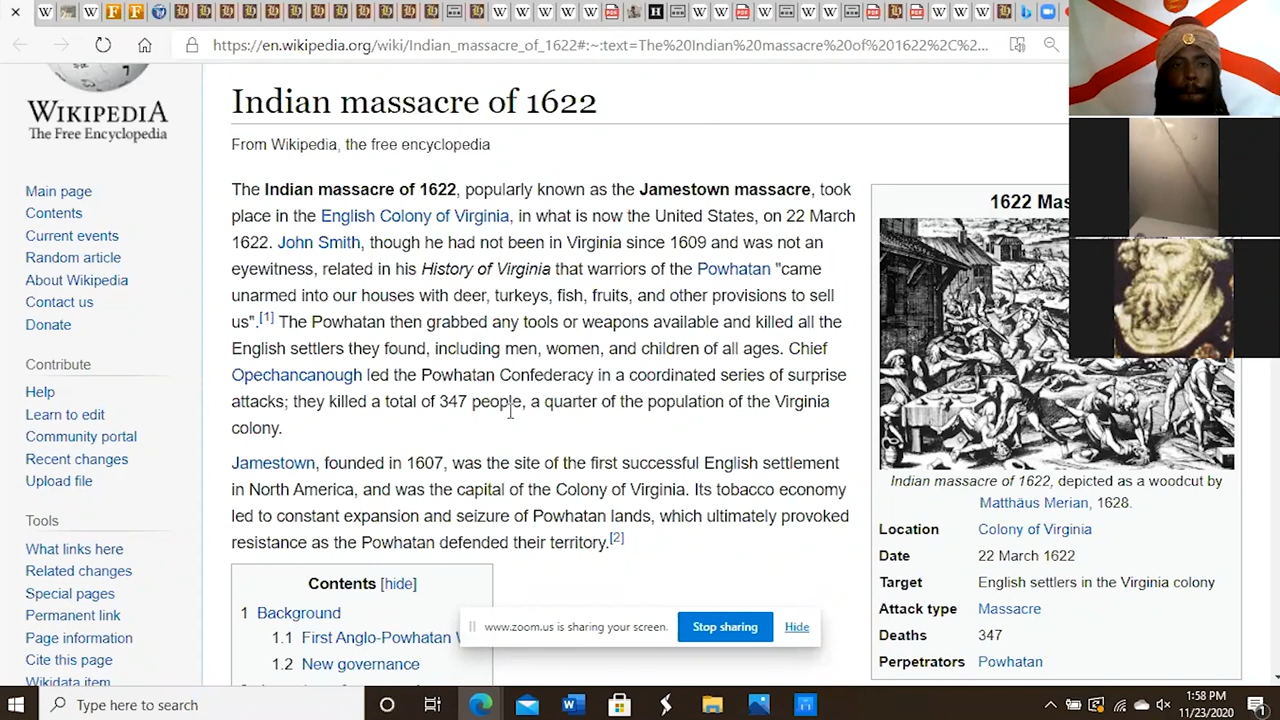 https://en.wikipedia.org/wiki/Indian_massacre_of_1622#:~:text=The%20Indian%20massacre%20of%201622%2C%2...
WIKIPEDIA
The Free Encyclopedia
Main page
Contents
Current events
Random article
About Wikipedia
Contact us
Donate
Contribute
Help
Learn to edit
Community portal
Recent changes
Upload file
Tools
What links here
Related changes
Special pages
Permanent link
Page information
Cite this page
Wikidata item
Indian massacre of 1622
From Wikipedia, the free encyclopedia
The Indian massacre of 1622, popularly known as the Jamestown massacre, took
place in the English Colony of Virginia, in what is now the United States, on 22 March
1622. John Smith, though he had not been in Virginia since 1609 and was not an
eyewitness, related in his History of Virginia that warriors of the Powhatan "came
unarmed into our houses with deer, turkeys, fish, fruits, and other provisions to sell
us".[1] The Powhatan then grabbed any tools or weapons available and killed all the
English settlers they found, including men, women, and children of all ages. Chief
Opechancanough led the Powhatan Confederacy in a coordinated series of surprise
attacks; they killed a total of 347 people, a quarter of the population of the Virginia
colony.
Jamestown, founded in 1607, was the site of the first successful English settlement
in North America, and was the capital of the Colony of Virginia. Its tobacco economy
led to constant expansion and seizure of Powhatan lands, which ultimately provoked
resistance as the Powhatan defended their territory.[2]
Contents [hide]
1 Background
1.1 First Anglo-Powhatan
1.2 New governance
1622 Mas
Indian massacre of 1622, depicted as a woodcut by
Matthäus Merian, 1628.
Location Colony of Virginia
Date 22 March 1622
Target English settlers in the Virginia colony
Attack type Massacre
Deaths 347
Perpetrators Powhatan
www.zoom.us is sharing your screen. Stop sharing Hide
Type here to search
1:58 PM
11/23/2020